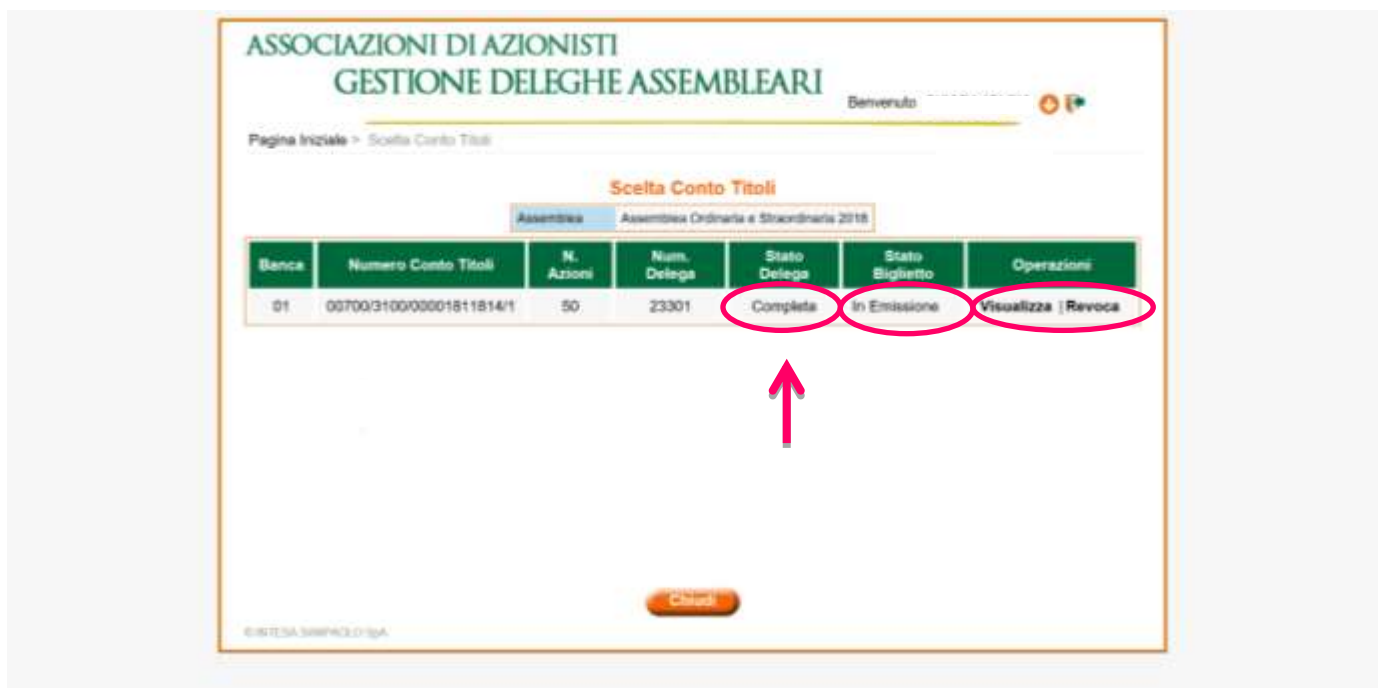 ASSOCIAZIONI DI AZIONISTI
GESTIONE DELEGHE ASSEMBLEARI
Benvenuto
Pagina Iniziale > Scelta Conto Titoli
Scelta Conto Titoli
Assemblea Assemblea Ordinaria e Straordinaria 2018
Banca Numero Conto Titoli N. Azioni Num. Delega Stato Delega Stato Biglietto Operazioni
01 00700/3100/00001811814/1 50 23301 Completa In Emissione Visualizza | Revoca
Chiudi
© INTESA SANPAOLO SpA